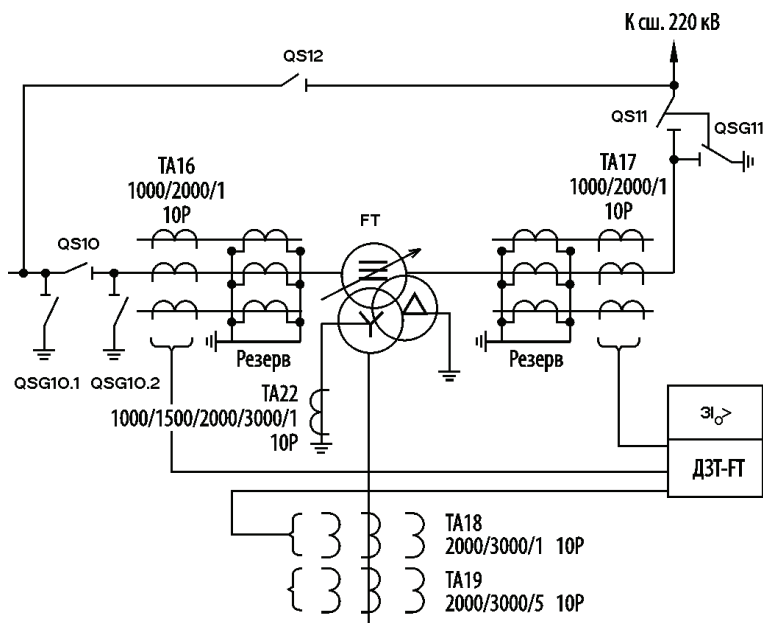 К сш. 220 кВ
QS12
QS11
QSG11
TA16
1000/2000/1
10P
TA17
1000/2000/1
10P
FT
QS10
QSG10.1
QSG10.2
Резерв
Резерв
TA22
1000/1500/2000/3000/1
10P
3I₀>
ДЗТ-FT
TA18
2000/3000/1 10P
TA19
2000/3000/5 10P